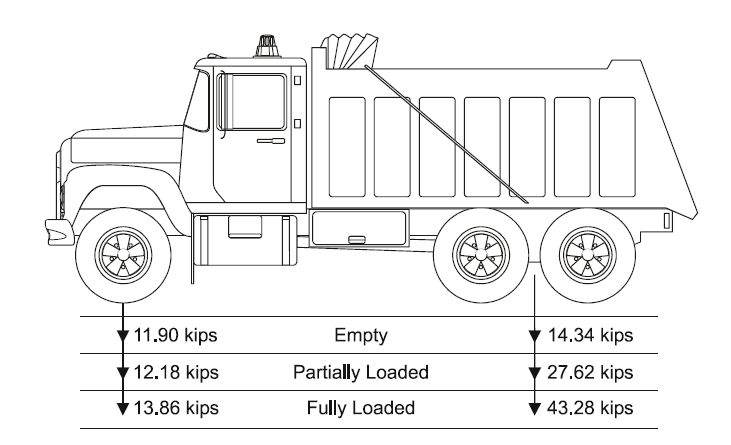 11.90 kips Empty 14.34 kips
12.18 kips Partially Loaded 27.62 kips
13.86 kips Fully Loaded 43.28 kips